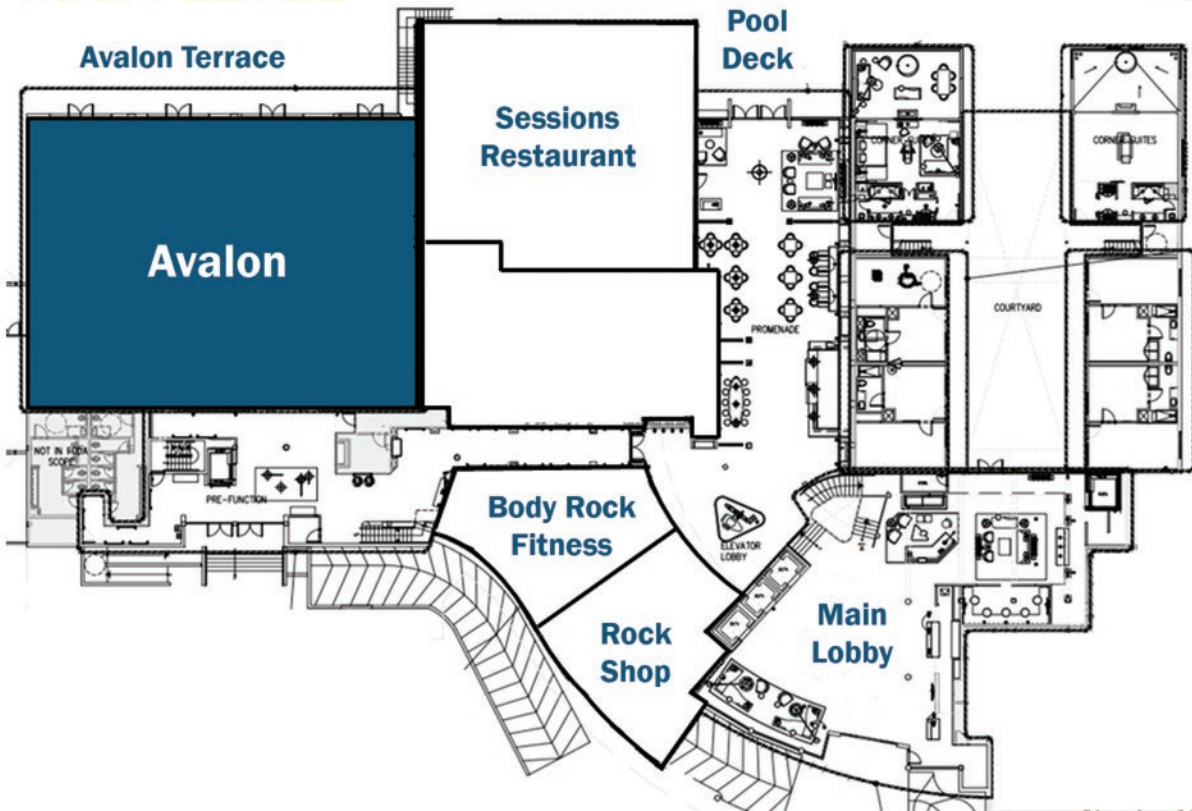 Avalon Terrace
Pool
Deck
Sessions
Restaurant
Avalon
CORNER SUITES
COURTYARD
PROMENADE
NOT IN
SCOPE
PRE-FUNCTION
Body Rock
Fitness
ELEVATOR
LOBBY
Rock
Shop
Main
Lobby